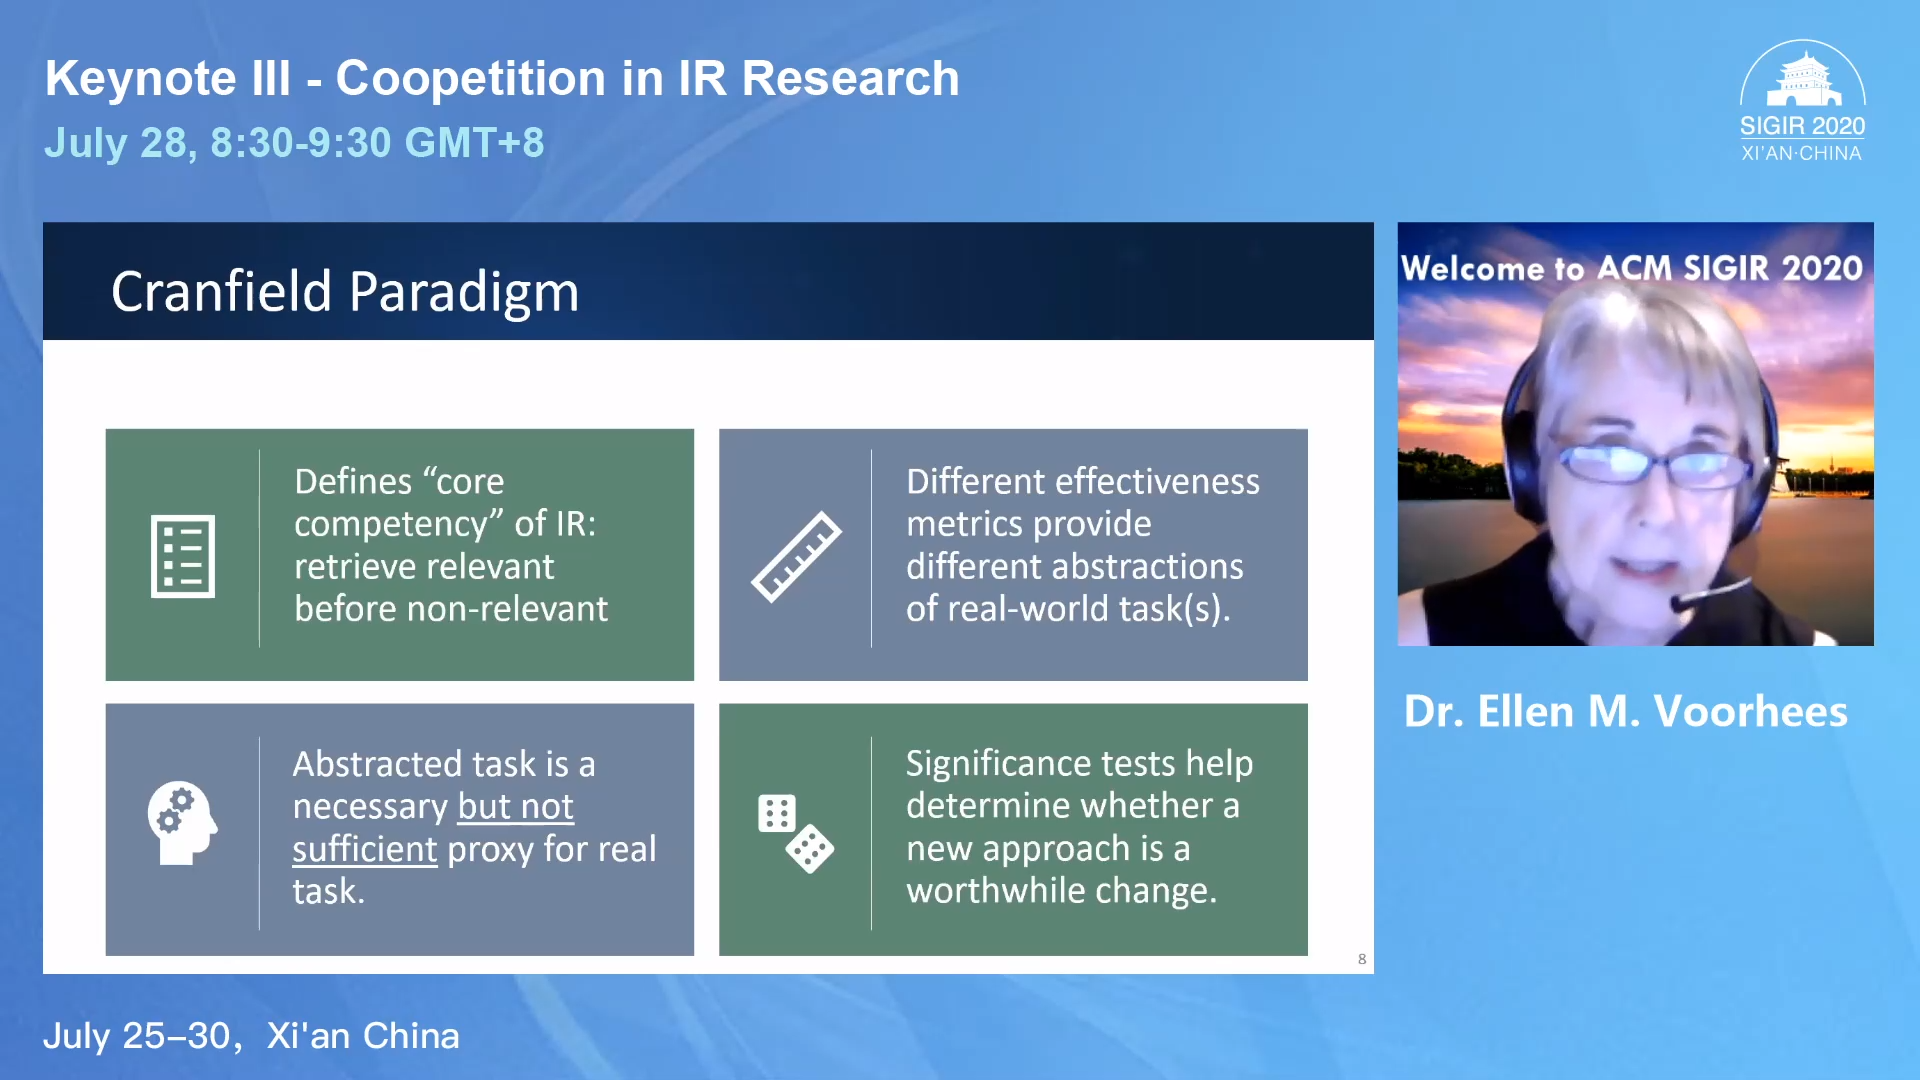 Keynote III - Coopetition in IR Research
July 28, 8:30-9:30 GMT+8
SIGIR 2020
XI'AN·CHINA
Cranfield Paradigm
Defines “core
competency” of IR:
retrieve relevant
before non-relevant
Different effectiveness
metrics provide
different abstractions
of real-world task(s).
Abstracted task is a
necessary but not
sufficient proxy for real
task.
Significance tests help
determine whether a
new approach is a
worthwhile change.
8
Welcome to ACM SIGIR 2020
Dr. Ellen M. Voorhees
July 25–30, Xi'an China